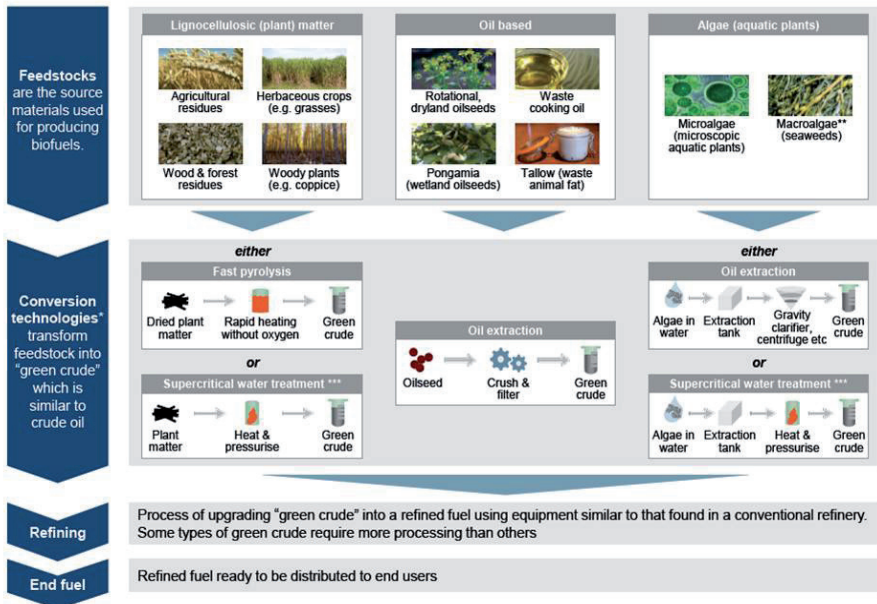 Feedstocks
are the source
materials used
for producing
biofuels.
Lignocellulosic (plant) matter
Agricultural
residues
Herbaceous crops
(e.g. grasses)
Wood & forest
residues
Woody plants
(e.g. coppice)
Oil based
Rotational,
dryland oilseeds
Waste
cooking oil
Pongamia
(wetland oilseeds)
Tallow (waste
animal fat)
Algae (aquatic plants)
Microalgae
(microscopic
aquatic plants)
Macroalgae**
(seaweeds)
Conversion
technologies*
transform
feedstock into
“green crude”
which is
similar to
crude oil
either
Fast pyrolysis
Dried plant
matter
Rapid heating
without oxygen
Green
crude
or
Supercritical water treatment ***
Plant
matter
Heat &
pressurise
Green
crude
Oil extraction
Oilseed
Crush &
filter
Green
crude
either
Oil extraction
Algae in
water
Extraction
tank
Gravity
clarifier,
centrifuge etc
Green
crude
or
Supercritical water treatment ***
Algae in
water
Extraction
tank
Heat &
pressurise
Green
crude
Refining
Process of upgrading “green crude” into a refined fuel using equipment similar to that found in a conventional refinery.
Some types of green crude require more processing than others
End fuel
Refined fuel ready to be distributed to end users